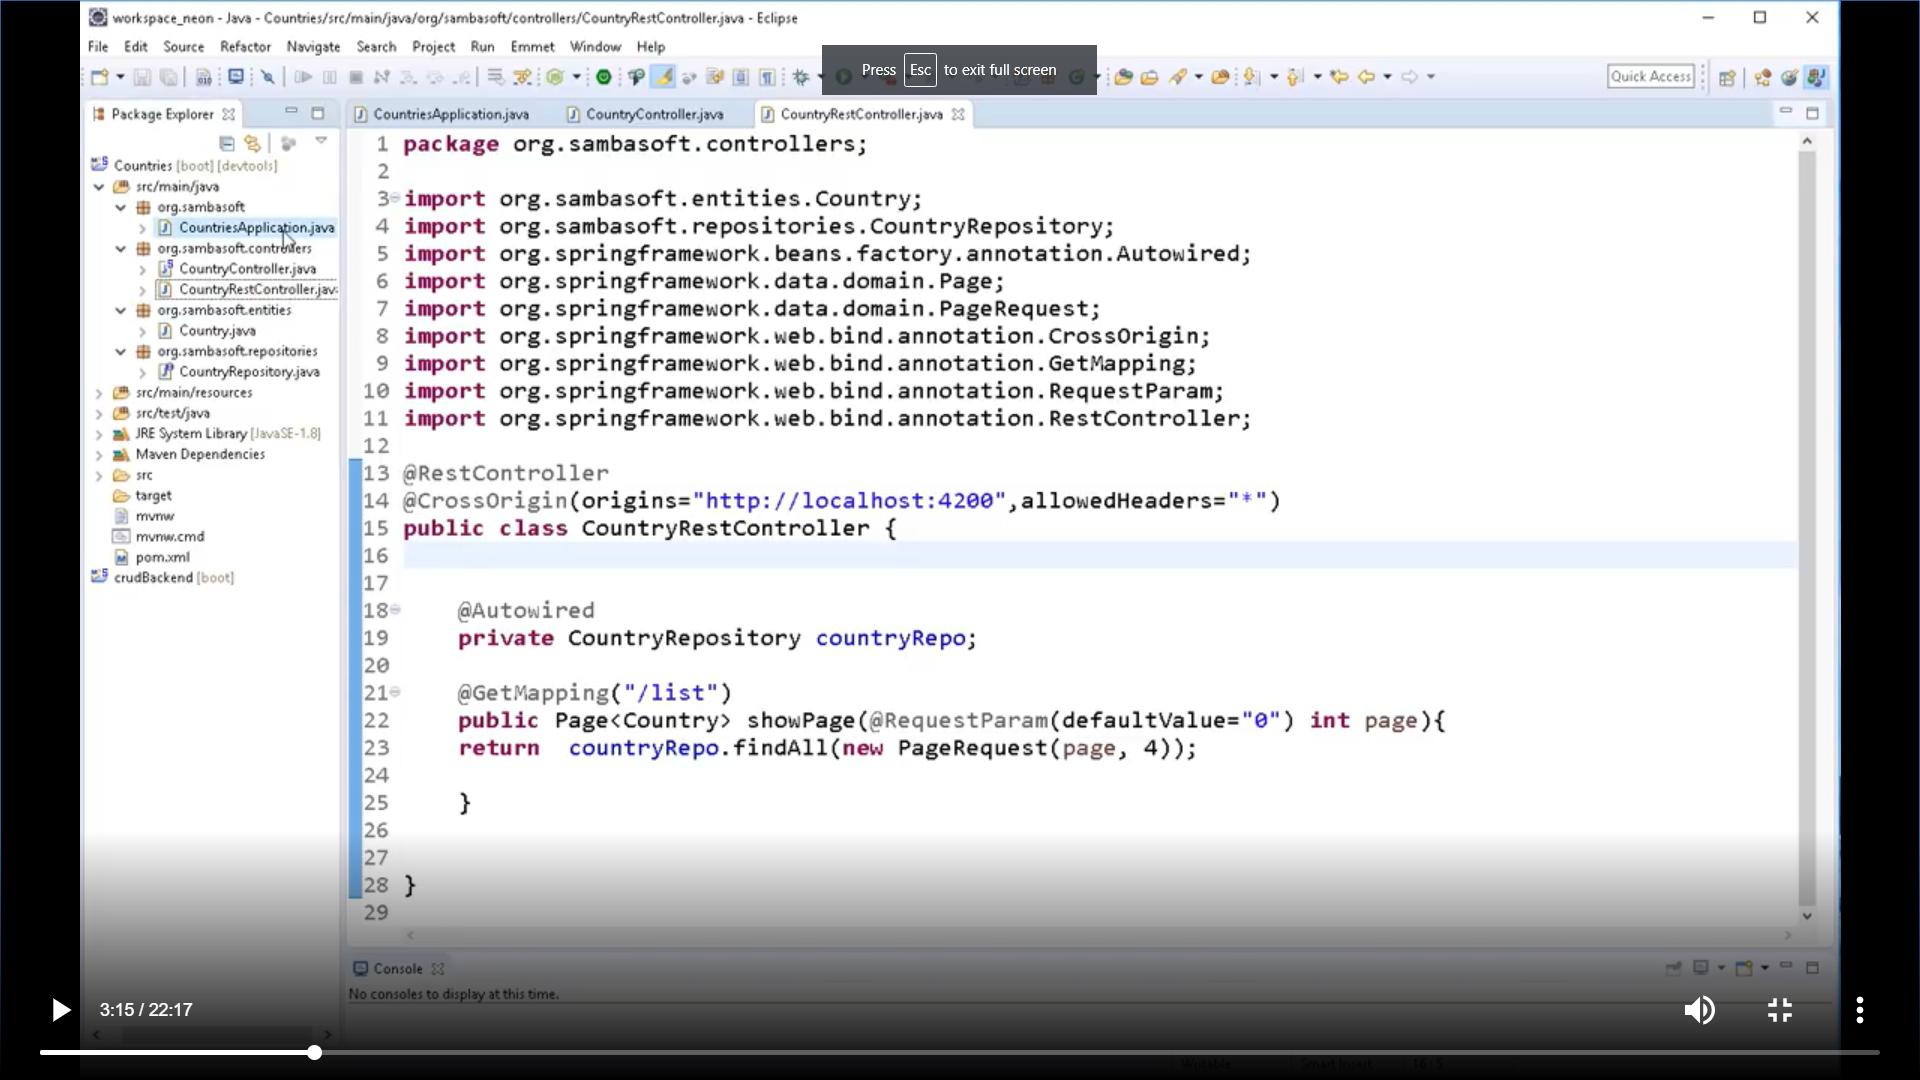 workspace_neon - Java - Countries/src/main/java/org/sambasoft/controllers/CountryRestController.java - Eclipse
File Edit Source Refactor Navigate Search Project Run Emmet Window Help
Press Esc to exit full screen
Quick Access
Package Explorer
CountriesApplication.java CountryController.java CountryRestController.java
Countries [boot] [devtools]
src/main/java
org.sambasoft
CountriesApplication.java
org.sambasoft.controllers
CountryController.java
CountryRestController.jav
org.sambasoft.entities
Country.java
org.sambasoft.repositories
CountryRepository.java
src/main/resources
src/test/java
JRE System Library [JavaSE-1.8]
Maven Dependencies
src
target
mvnw
mvnw.cmd
pom.xml
crudBackend [boot]
1 package org.sambasoft.controllers;
2
3 import org.sambasoft.entities.Country;
4 import org.sambasoft.repositories.CountryRepository;
5 import org.springframework.beans.factory.annotation.Autowired;
6 import org.springframework.data.domain.Page;
7 import org.springframework.data.domain.PageRequest;
8 import org.springframework.web.bind.annotation.CrossOrigin;
9 import org.springframework.web.bind.annotation.GetMapping;
10 import org.springframework.web.bind.annotation.RequestParam;
11 import org.springframework.web.bind.annotation.RestController;
12
13 @RestController
14 @CrossOrigin(origins="http://localhost:4200",allowedHeaders="*")
15 public class CountryRestController {
16
17
18 @Autowired
19 private CountryRepository countryRepo;
20
21 @GetMapping("/list")
22 public Page<Country> showPage(@RequestParam(defaultValue="0") int page){
23 return countryRepo.findAll(new PageRequest(page, 4));
24
25 }
26
27
28 }
29
Console
No consoles to display at this time.
3:15 / 22:17
Writable Smart Insert 16 : 5